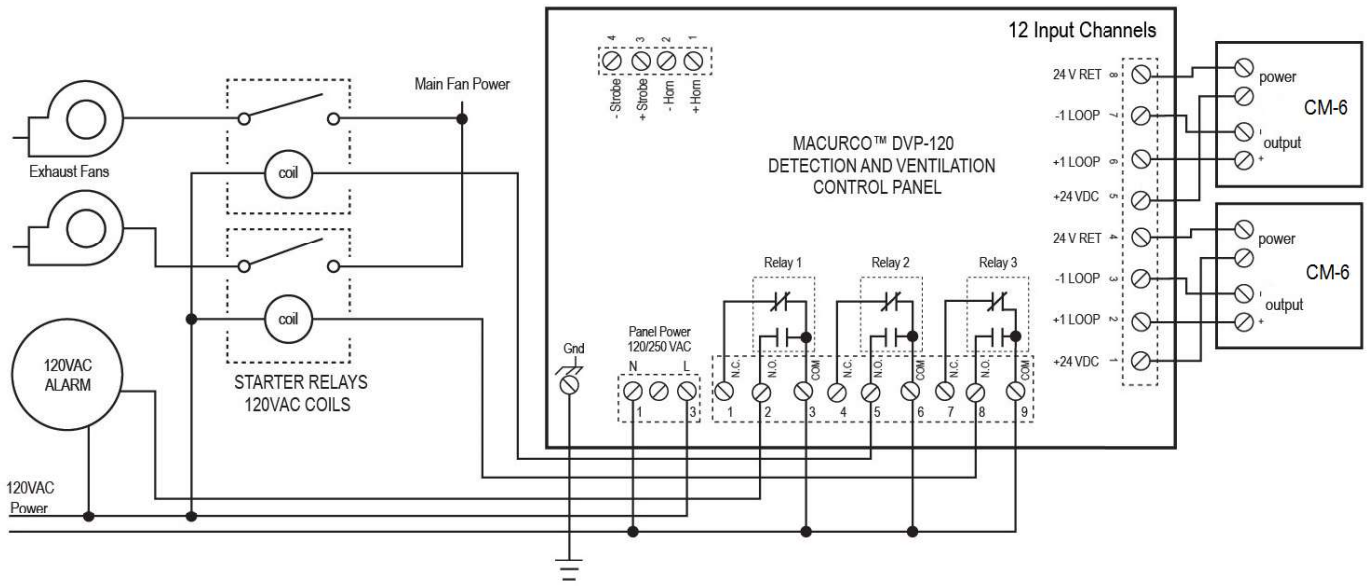 12 Input Channels
4 3 2 1
- Strobe
+ Strobe
- Horn
+ Horn
Main Fan Power
Exhaust Fans
coil
coil
STARTER RELAYS
120VAC COILS
120VAC
ALARM
120VAC
Power
MACURCO™ DVP-120
DETECTION AND VENTILATION
CONTROL PANEL
Gnd
Panel Power
120/250 VAC
N L
1 3
Relay 1
Relay 2
Relay 3
N.C. N.O. COM
N.C. N.O. COM
N.C. N.O. COM
1 2 3 4 5 6 7 8 9
24 V RET 8
-1 LOOP 7
+1 LOOP 6
+24 VDC 5
24 V RET 4
-1 LOOP 3
+1 LOOP 2
+24 VDC 1
power
CM-6
-
output
+
power
CM-6
-
output
+